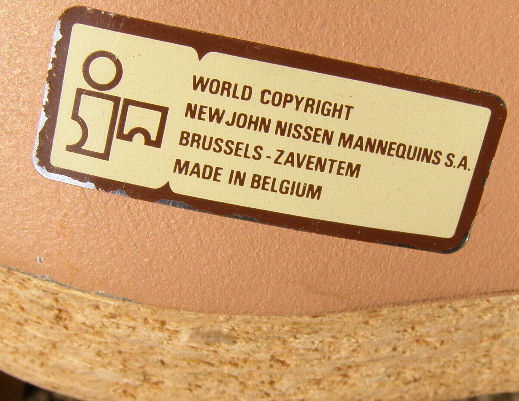 WORLD COPYRIGHT
NEW JOHN NISSEN MANNEQUINS S.A.
BRUSSELS - ZAVENTEM
MADE IN BELGIUM